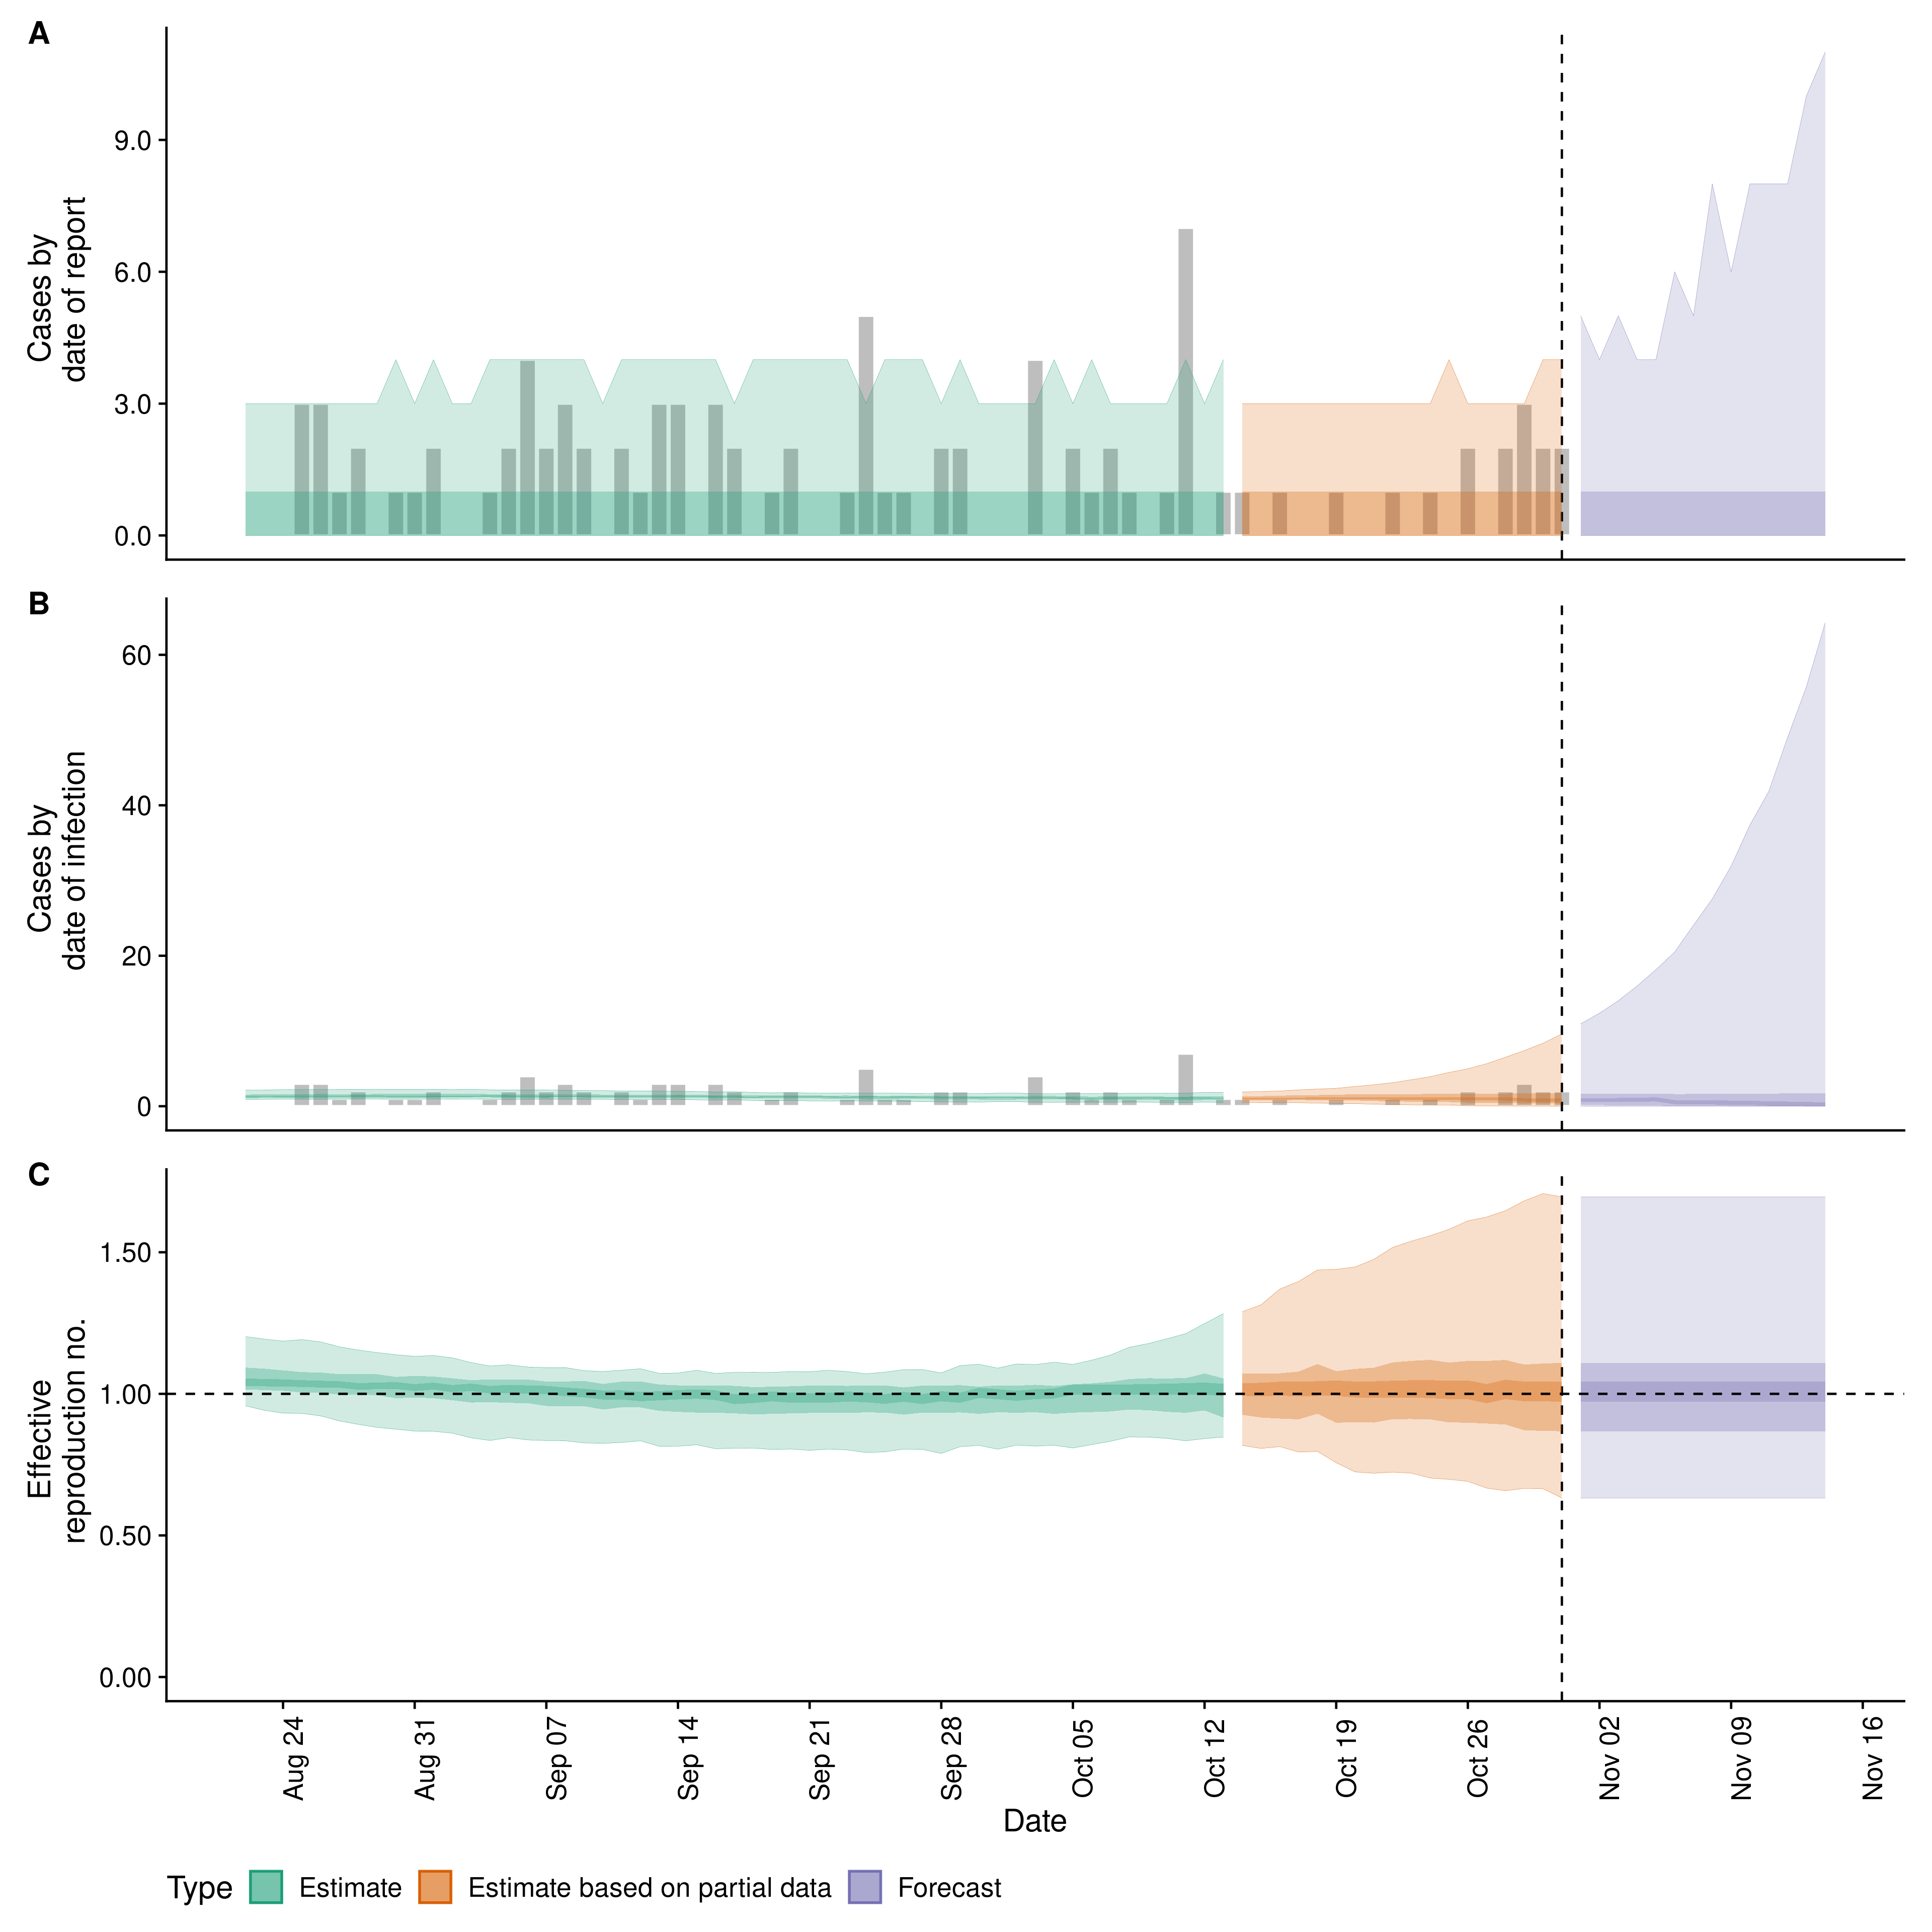 A
Cases by
date of report
9.0
6.0
3.0
0.0
B
Cases by
date of infection
60
40
20
0
C
Effective
reproduction no.
1.50
1.00
0.50
0.00
Aug 24
Aug 31
Sep 07
Sep 14
Sep 21
Sep 28
Oct 05
Oct 12
Oct 19
Oct 26
Nov 02
Nov 09
Nov 16
Date
Type Estimate Estimate based on partial data Forecast